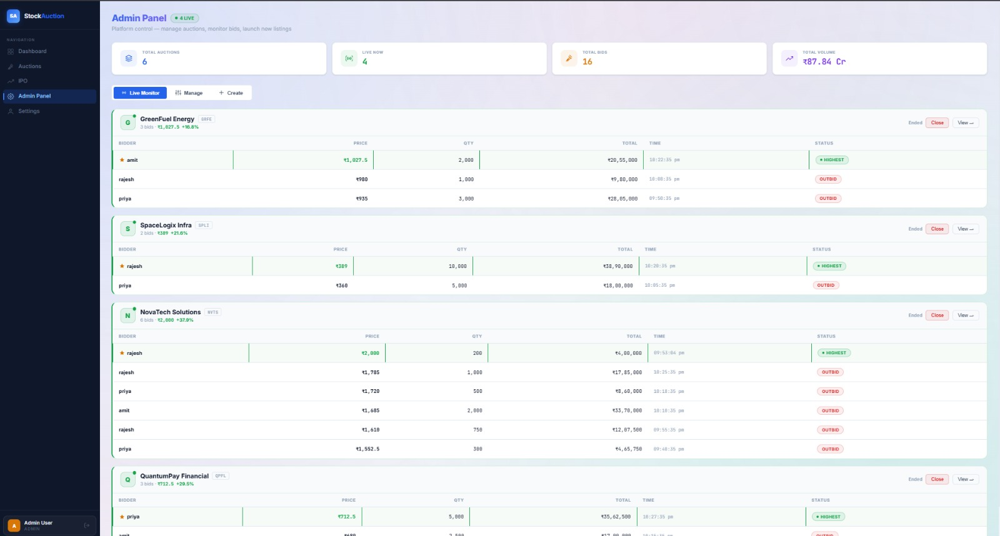 SA StockAuction
NAVIGATION
Dashboard
Auctions
IPO
Admin Panel
Settings
A Admin User
ADMIN
Admin Panel 4 LIVE
Platform control — manage auctions, monitor bids, launch new listings
TOTAL AUCTIONS
6
LIVE NOW
4
TOTAL BIDS
16
TOTAL VOLUME
₹87.84 Cr
Live Monitor Manage + Create
G GreenFuel Energy GRFE Ended Close View
3 bids · ₹1,027.5 +16.8%
BIDDER PRICE QTY TOTAL TIME STATUS
★ amit ₹1,027.5 2,000 ₹20,55,000 10:22:35 pm HIGHEST
rajesh ₹980 1,000 ₹9,80,000 10:08:35 pm OUTBID
priya ₹935 3,000 ₹28,05,000 09:50:35 pm OUTBID
S SpaceLogix Infra SPLI Ended Close View
2 bids · ₹389 +21.6%
BIDDER PRICE QTY TOTAL TIME STATUS
★ rajesh ₹389 10,000 ₹38,90,000 10:20:35 pm HIGHEST
priya ₹360 5,000 ₹18,00,000 10:05:35 pm OUTBID
N NovaTech Solutions NVTS Ended Close View
6 bids · ₹2,000 +37.9%
BIDDER PRICE QTY TOTAL TIME STATUS
★ rajesh ₹2,000 200 ₹4,00,000 09:53:04 pm HIGHEST
rajesh ₹1,785 1,000 ₹17,85,000 10:25:35 pm OUTBID
priya ₹1,720 500 ₹8,60,000 10:18:35 pm OUTBID
amit ₹1,685 2,000 ₹33,70,000 10:10:35 pm OUTBID
rajesh ₹1,610 750 ₹12,07,500 09:55:35 pm OUTBID
priya ₹1,552.5 300 ₹4,65,750 09:40:35 pm OUTBID
Q QuantumPay Financial QPFL Ended Close View
3 bids · ₹712.5 +29.5%
BIDDER PRICE QTY TOTAL TIME STATUS
★ priya ₹712.5 5,000 ₹35,62,500 10:27:35 pm HIGHEST
amit ₹680 2,500 ₹17,00,000 OUTBID